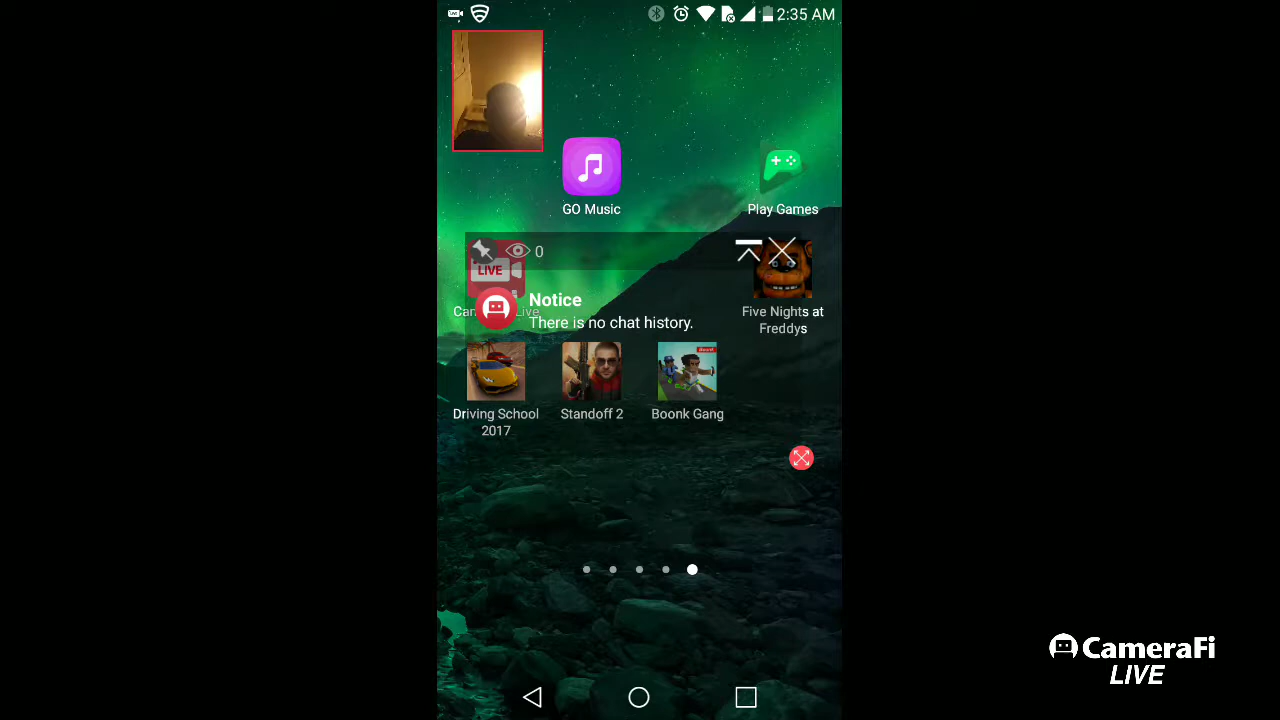 2:35 AM
GO Music
Play Games
0
LIVE
Notice
There is no chat history.
Live
Five Nights at
Freddys
Driving School
2017
Standoff 2
Boonk Gang
CameraFi
LIVE